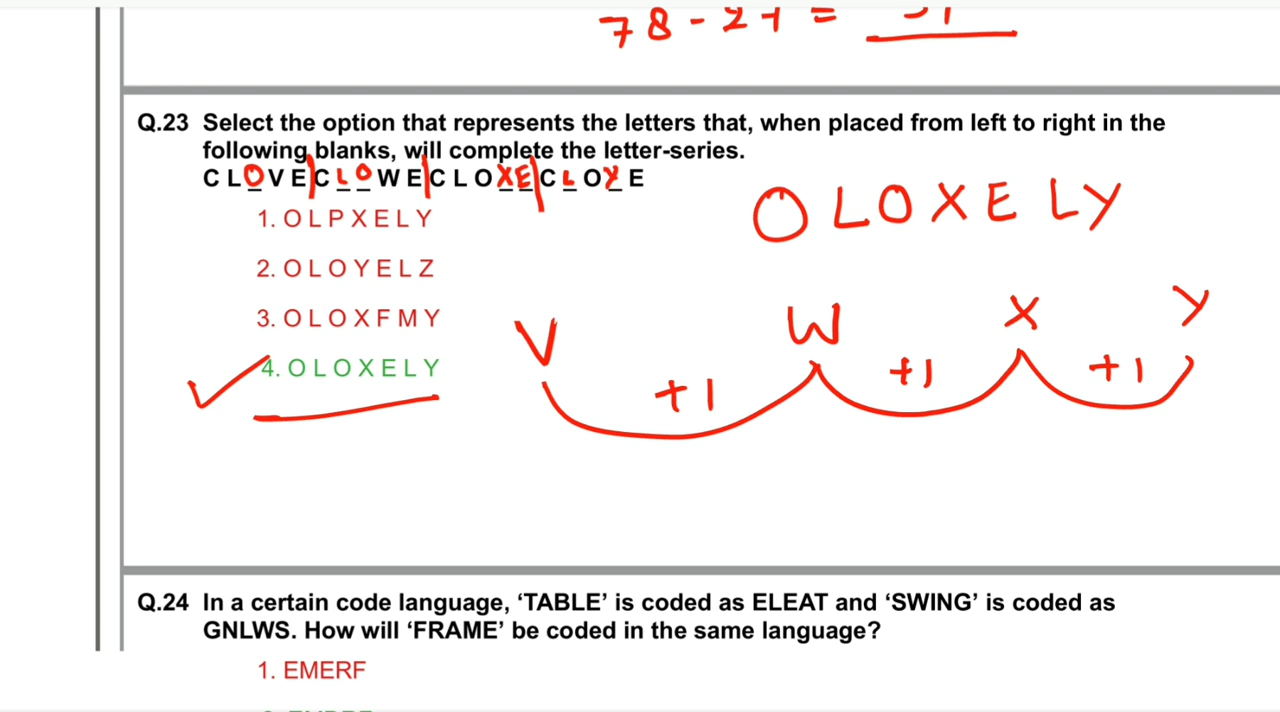 78 - 27 =
Q.23 Select the option that represents the letters that, when placed from left to right in the
following blanks, will complete the letter-series.
C L O V E | C L O W E | C L O X E | C L O Y E
O L O X E L Y
1. O L P X E L Y
2. O L O Y E L Z
3. O L O X F M Y
4. O L O X E L Y
V W X Y
+1 +1 +1
Q.24 In a certain code language, ‘TABLE’ is coded as ELEAT and ‘SWING’ is coded as
GNLWS. How will ‘FRAME’ be coded in the same language?
1. EMERF